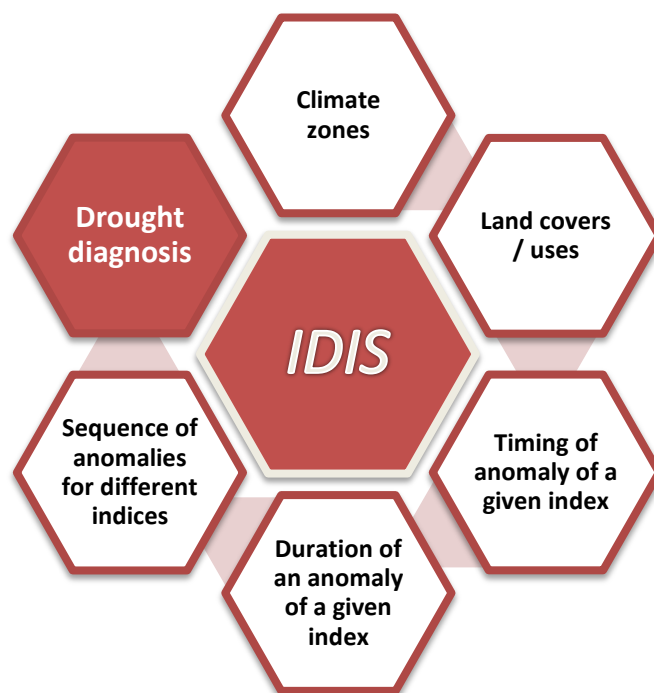 Climate
zones
Drought
diagnosis
Land covers
/ uses
IDIS
Sequence of
anomalies
for different
indices
Timing of
anomaly of a
given index
Duration of
an anomaly
of a given
index